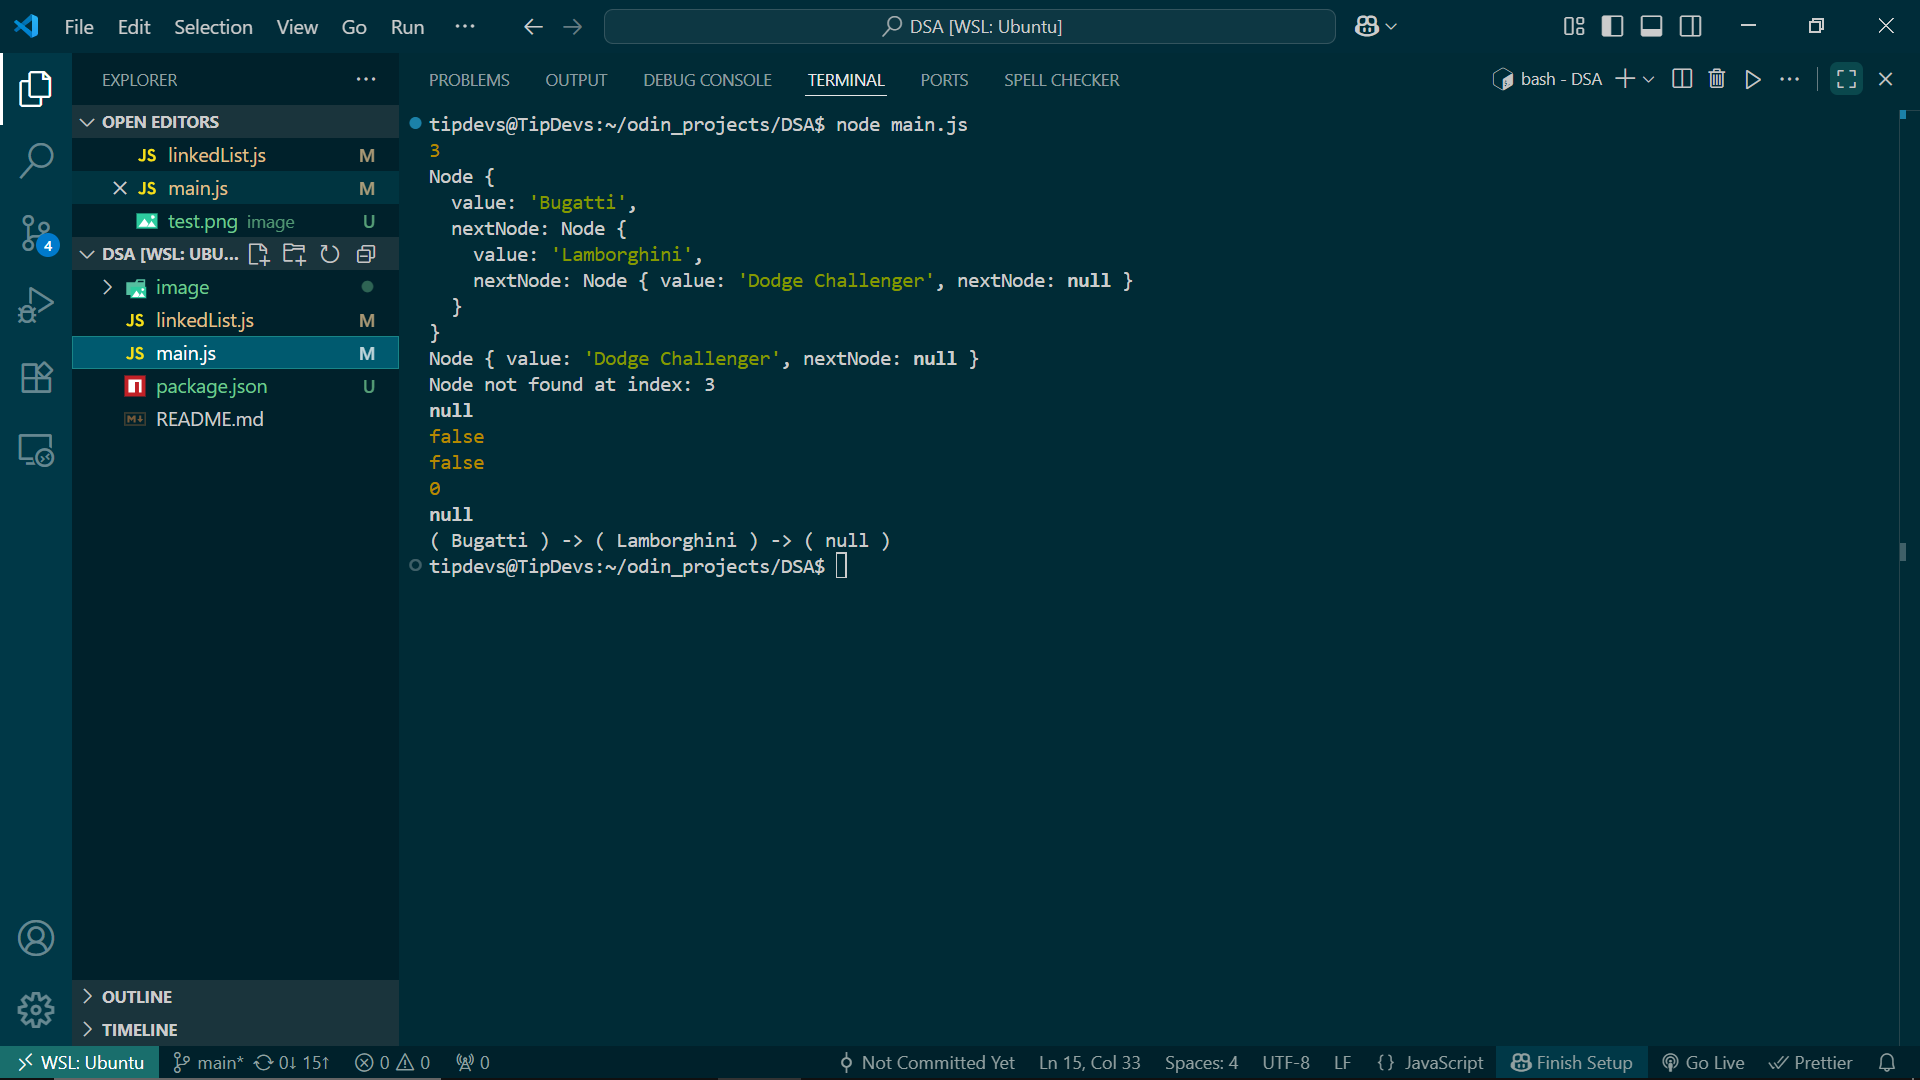 File Edit Selection View Go Run ··· DSA [WSL: Ubuntu]
EXPLORER ···
PROBLEMS OUTPUT DEBUG CONSOLE TERMINAL PORTS SPELL CHECKER bash - DSA ···
OPEN EDITORS
JS linkedList.js M
JS main.js M
test.png image U
DSA [WSL: UBU...
image
JS linkedList.js M
JS main.js M
package.json U
README.md
OUTLINE
TIMELINE
4
tipdevs@TipDevs:~/odin_projects/DSA$ node main.js
3
Node {
  value: 'Bugatti',
  nextNode: Node {
    value: 'Lamborghini',
    nextNode: Node { value: 'Dodge Challenger', nextNode: null }
  }
}
Node { value: 'Dodge Challenger', nextNode: null }
Node not found at index: 3
null
false
false
0
null
( Bugatti ) -> ( Lamborghini ) -> ( null )
tipdevs@TipDevs:~/odin_projects/DSA$
WSL: Ubuntu main* 0↓ 15↑ 0 0 0 Not Committed Yet Ln 15, Col 33 Spaces: 4 UTF-8 LF {} JavaScript Finish Setup Go Live Prettier